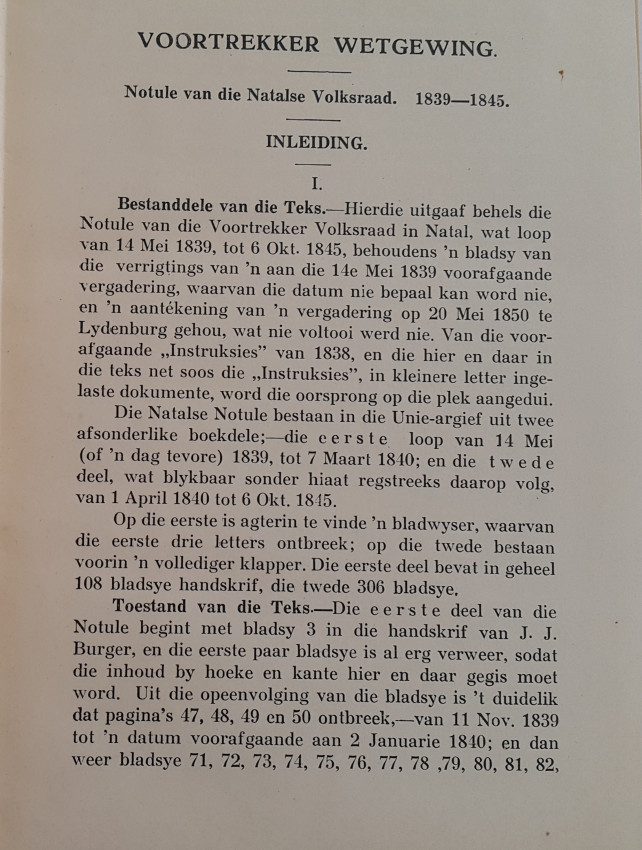 VOORTREKKER WETGEWING.
Notule van die Natalse Volksraad. 1839—1845.
INLEIDING.
I.
Bestanddele van die Teks.—Hierdie uitgaaf behels die
Notule van die Voortrekker Volksraad in Natal, wat loop
van 14 Mei 1839, tot 6 Okt. 1845, behoudens 'n bladsy van
die verrigtings van 'n aan die 14e Mei 1839 voorafgaande
vergadering, waarvan die datum nie bepaal kan word nie,
en 'n aantékening van 'n vergadering op 20 Mei 1850 te
Lydenburg gehou, wat nie voltooi werd nie. Van die voor-
afgaande „Instruksies” van 1838, en die hier en daar in
die teks net soos die „Instruksies”, in kleinere letter inge-
laste dokumente, word die oorsprong op die plek aangedui.
Die Natalse Notule bestaan in die Unie-argief uit twee
afsonderlike boekdele;—die eerste loop van 14 Mei
(of 'n dag tevore) 1839, tot 7 Maart 1840; en die twede
deel, wat blykbaar sonder hiaat regstreeks daarop volg,
van 1 April 1840 tot 6 Okt. 1845.
Op die eerste is agterin te vinde 'n bladwyser, waarvan
die eerste drie letters ontbreek; op die twede bestaan
voorin 'n vollediger klapper. Die eerste deel bevat in geheel
108 bladsye handskrif, die twede 306 bladsye.
Toestand van die Teks.—Die eerste deel van die
Notule begint met bladsy 3 in die handskrif van J. J.
Burger, en die eerste paar bladsye is al erg verweer, sodat
die inhoud by hoeke en kante hier en daar gegis moet
word. Uit die opeenvolging van die bladsye is 't duidelik
dat pagina's 47, 48, 49 en 50 ontbreek,—van 11 Nov. 1839
tot 'n datum voorafgaande aan 2 Januarie 1840; en dan
weer bladsye 71, 72, 73, 74, 75, 76, 77, 78 ,79, 80, 81, 82,